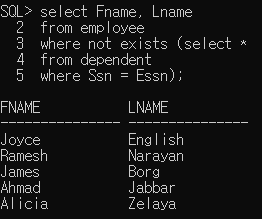 SQL> select Fname, Lname
2 from employee
3 where not exists (select *
4 from dependent
5 where Ssn = Essn);
FNAME LNAME
--------------- ---------------
Joyce English
Ramesh Narayan
James Borg
Ahmad Jabbar
Alicia Zelaya